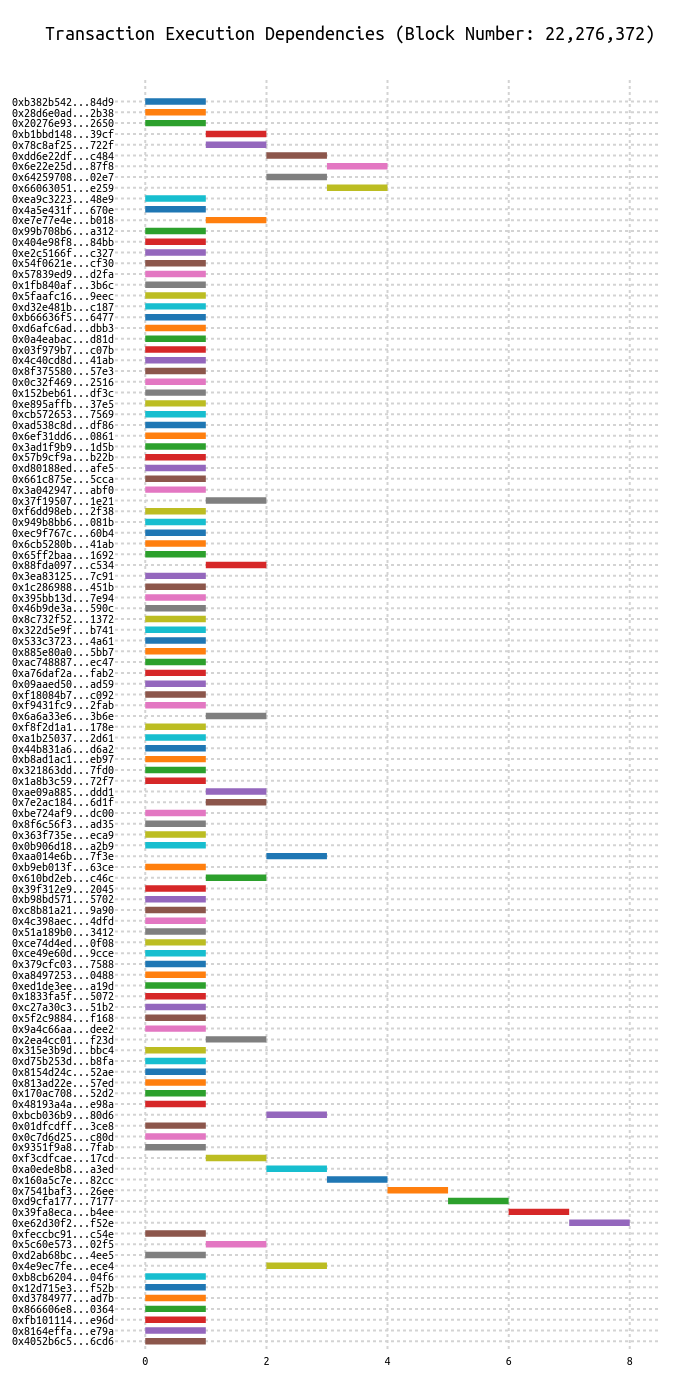 Transaction Execution Dependencies (Block Number: 22,276,372)
0xb382b542...84d9
0x28d6e0ad...2b38
0x20276e93...2650
0xb1bbd148...39cf
0x78c8af25...722f
0xdd6e22df...c484
0x6e22e25d...87f8
0x64259708...02e7
0x66063051...e259
0xea9c3223...48e9
0x4a5e431f...670e
0xe7e77e4e...b018
0x99b708b6...a312
0x404e98f8...84bb
0xe2c5166f...c327
0x54f0621e...cf30
0x57839ed9...d2fa
0x1fb840af...3b6c
0x5faafc16...9eec
0xd32e481b...c187
0xb66636f5...6477
0xd6afc6ad...dbb3
0x0a4eabac...d81d
0x03f979b7...c07b
0x4c40cd8d...41ab
0x8f375580...57e3
0x0c32f469...2516
0x152beb61...df3c
0xe895affb...37e5
0xcb572653...7569
0xad538c8d...df86
0x6ef31dd6...0861
0x3ad1f9b9...1d5b
0x57b9cf9a...b22b
0xd80188ed...afe5
0x661c875e...5cca
0x3a042947...abf0
0x37f19507...1e21
0xf6dd98eb...2f38
0x949b8bb6...081b
0xec9f767c...60b4
0x6cb5280b...41ab
0x65ff2baa...1692
0x88fda097...c534
0x3ea83125...7c91
0x1c286988...451b
0x395bb13d...7e94
0x46b9de3a...590c
0x8c732f52...1372
0x322d5e9f...b741
0x533c3723...4a61
0x885e80a0...5bb7
0xac748887...ec47
0xa76daf2a...fab2
0x09aaed50...ad59
0xf18084b7...c092
0xf9431fc9...2fab
0x6a6a33e6...3b6e
0xf8f2d1a1...178e
0xa1b25037...2d61
0x44b831a6...d6a2
0xb8ad1ac1...eb97
0x321863dd...7fd0
0x1a8b3c59...72f7
0xae09a885...ddd1
0x7e2ac184...6d1f
0xbe724af9...dc00
0x8f6c56f3...ad35
0x363f735e...eca9
0x0b906d18...a2b9
0xaa014e6b...7f3e
0xb9eb013f...63ce
0x610bd2eb...c46c
0x39f312e9...2045
0xb98bd571...5702
0xc8b81a21...9a90
0x4c398aec...4dfd
0x51a189b0...3412
0xce74d4ed...0f08
0xce49e60d...9cce
0x379cfc03...7588
0xa8497253...0488
0xed1de3ee...a19d
0x1833fa5f...5072
0xc27a30c3...51b2
0x5f2c9884...f168
0x9a4c66aa...dee2
0x2ea4cc01...f23d
0x315e3b9d...bbc4
0xd75b253d...b8fa
0x8154d24c...52ae
0x813ad22e...57ed
0x170ac708...52d2
0x48193a4a...e98a
0xbcb036b9...80d6
0x01dfcdff...3ce8
0x0c7d6d25...c80d
0x9351f9a8...7fab
0xf3cdfcae...17cd
0xa0ede8b8...a3ed
0x160a5c7e...82cc
0x7541baf3...26ee
0xd9cfa177...7177
0x39fa8eca...b4ee
0xe62d30f2...f52e
0xfeccbc91...c54e
0x5c60e573...02f5
0xd2ab68bc...4ee5
0x4e9ec7fe...ece4
0xb8cb6204...04f6
0x12d715e3...f52b
0xd3784977...ad7b
0x866606e8...0364
0xfb101114...e96d
0x8164effa...e79a
0x4052b6c5...6cd6
0 2 4 6 8